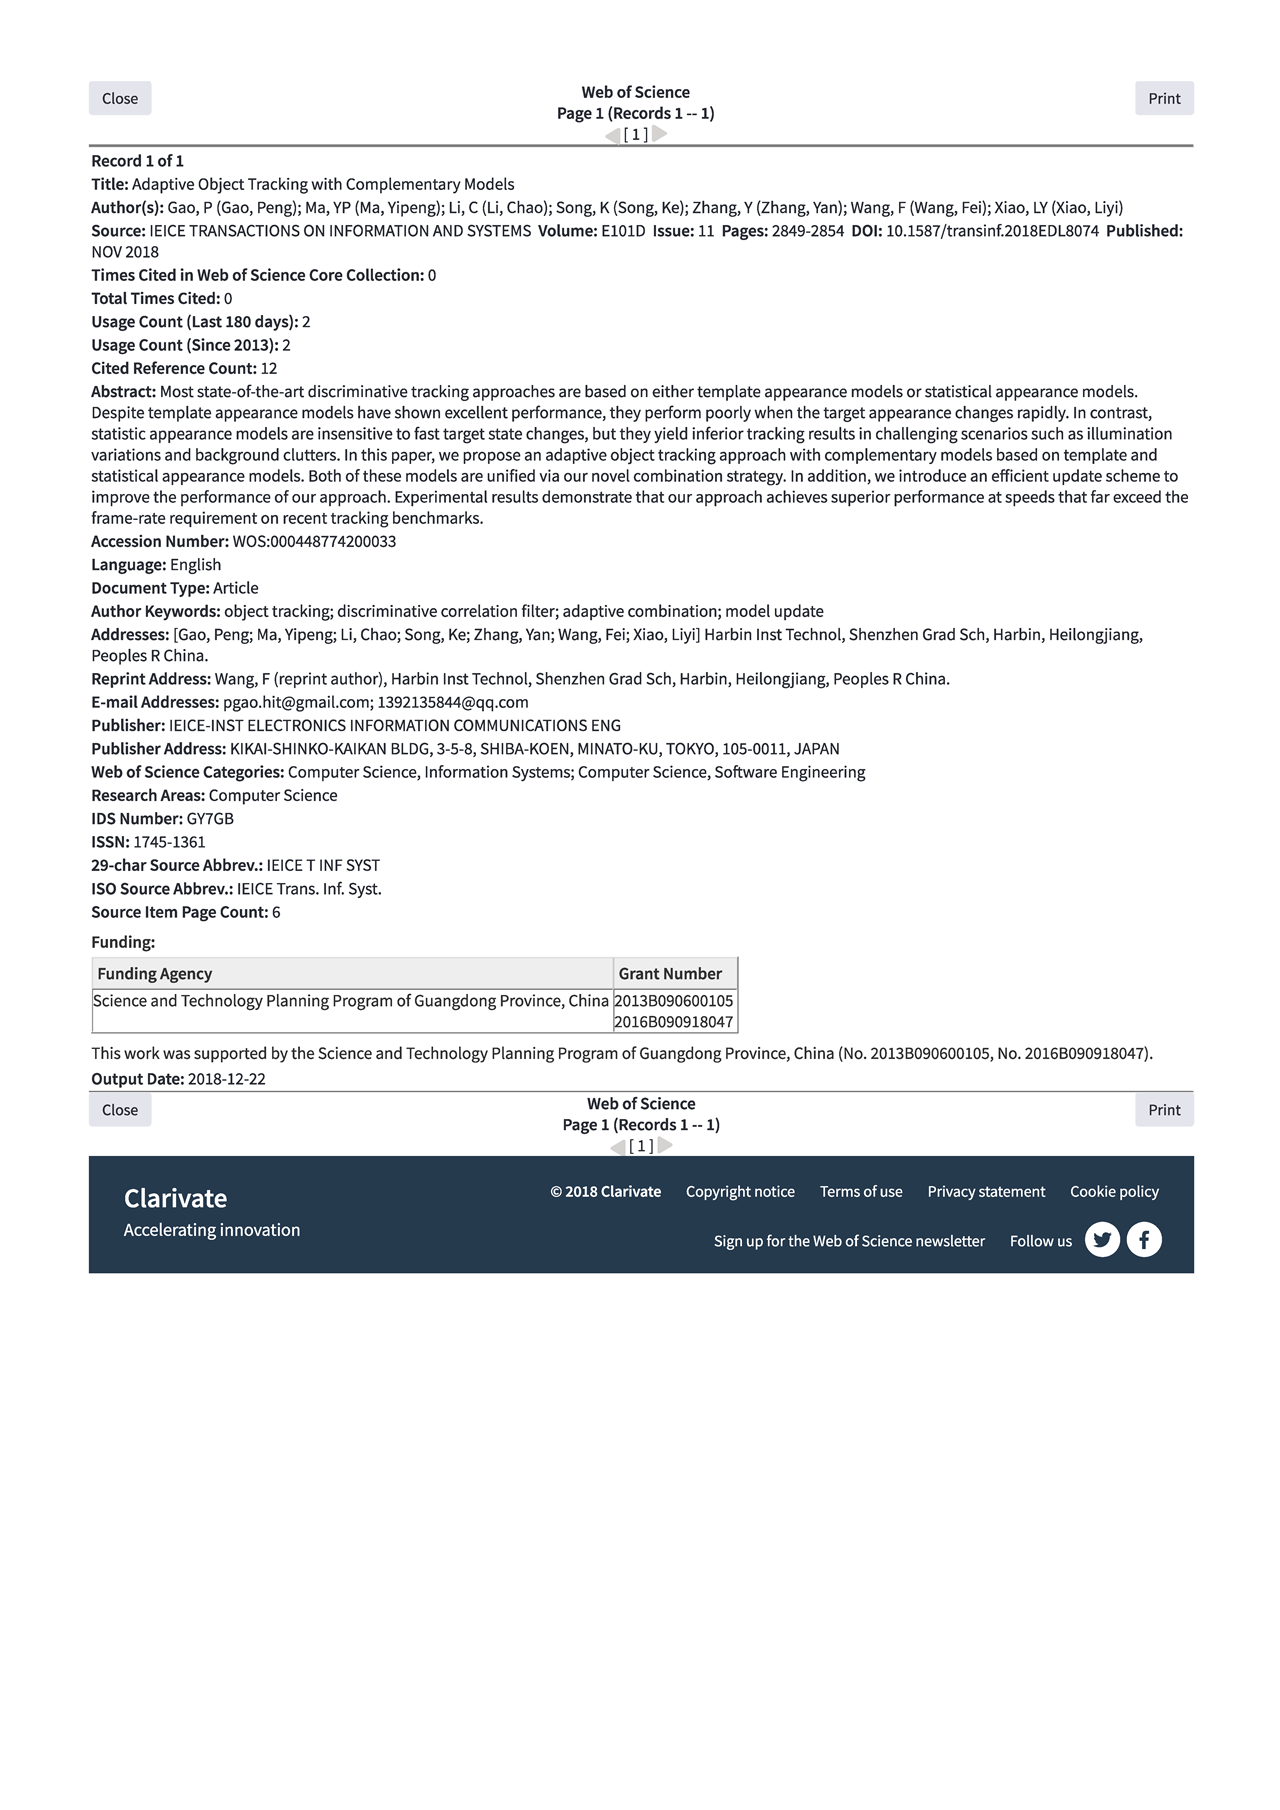 Close
Web of Science
Print
Page 1 (Records 1 -- 1)
[ 1 ]
Record 1 of 1
Title: Adaptive Object Tracking with Complementary Models
Author(s): Gao, P (Gao, Peng); Ma, YP (Ma, Yipeng); Li, C (Li, Chao); Song, K (Song, Ke); Zhang, Y (Zhang, Yan); Wang, F (Wang, Fei); Xiao, LY (Xiao, Liyi)
Source: IEICE TRANSACTIONS ON INFORMATION AND SYSTEMS Volume: E101D Issue: 11 Pages: 2849-2854 DOI: 10.1587/transinf.2018EDL8074 Published:
NOV 2018
Times Cited in Web of Science Core Collection: 0
Total Times Cited: 0
Usage Count (Last 180 days): 2
Usage Count (Since 2013): 2
Cited Reference Count: 12
Abstract: Most state-of-the-art discriminative tracking approaches are based on either template appearance models or statistical appearance models.
Despite template appearance models have shown excellent performance, they perform poorly when the target appearance changes rapidly. In contrast,
statistic appearance models are insensitive to fast target state changes, but they yield inferior tracking results in challenging scenarios such as illumination
variations and background clutters. In this paper, we propose an adaptive object tracking approach with complementary models based on template and
statistical appearance models. Both of these models are unified via our novel combination strategy. In addition, we introduce an efficient update scheme to
improve the performance of our approach. Experimental results demonstrate that our approach achieves superior performance at speeds that far exceed the
frame-rate requirement on recent tracking benchmarks.
Accession Number: WOS:000448774200033
Language: English
Document Type: Article
Author Keywords: object tracking; discriminative correlation filter; adaptive combination; model update
Addresses: [Gao, Peng; Ma, Yipeng; Li, Chao; Song, Ke; Zhang, Yan; Wang, Fei; Xiao, Liyi] Harbin Inst Technol, Shenzhen Grad Sch, Harbin, Heilongjiang,
Peoples R China.
Reprint Address: Wang, F (reprint author), Harbin Inst Technol, Shenzhen Grad Sch, Harbin, Heilongjiang, Peoples R China.
E-mail Addresses: pgao.hit@gmail.com; 1392135844@qq.com
Publisher: IEICE-INST ELECTRONICS INFORMATION COMMUNICATIONS ENG
Publisher Address: KIKAI-SHINKO-KAIKAN BLDG, 3-5-8, SHIBA-KOEN, MINATO-KU, TOKYO, 105-0011, JAPAN
Web of Science Categories: Computer Science, Information Systems; Computer Science, Software Engineering
Research Areas: Computer Science
IDS Number: GY7GB
ISSN: 1745-1361
29-char Source Abbrev.: IEICE T INF SYST
ISO Source Abbrev.: IEICE Trans. Inf. Syst.
Source Item Page Count: 6
Funding:
Funding Agency Grant Number
Science and Technology Planning Program of Guangdong Province, China 2013B090600105
2016B090918047
This work was supported by the Science and Technology Planning Program of Guangdong Province, China (No. 2013B090600105, No. 2016B090918047).
Output Date: 2018-12-22
Close
Web of Science
Print
Page 1 (Records 1 -- 1)
[ 1 ]
Clarivate
Accelerating innovation
© 2018 Clarivate Copyright notice Terms of use Privacy statement Cookie policy
Sign up for the Web of Science newsletter Follow us